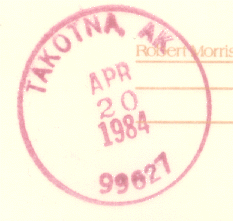 TAKOTNA, AK
Robert Morris
APR
20
1984
99627